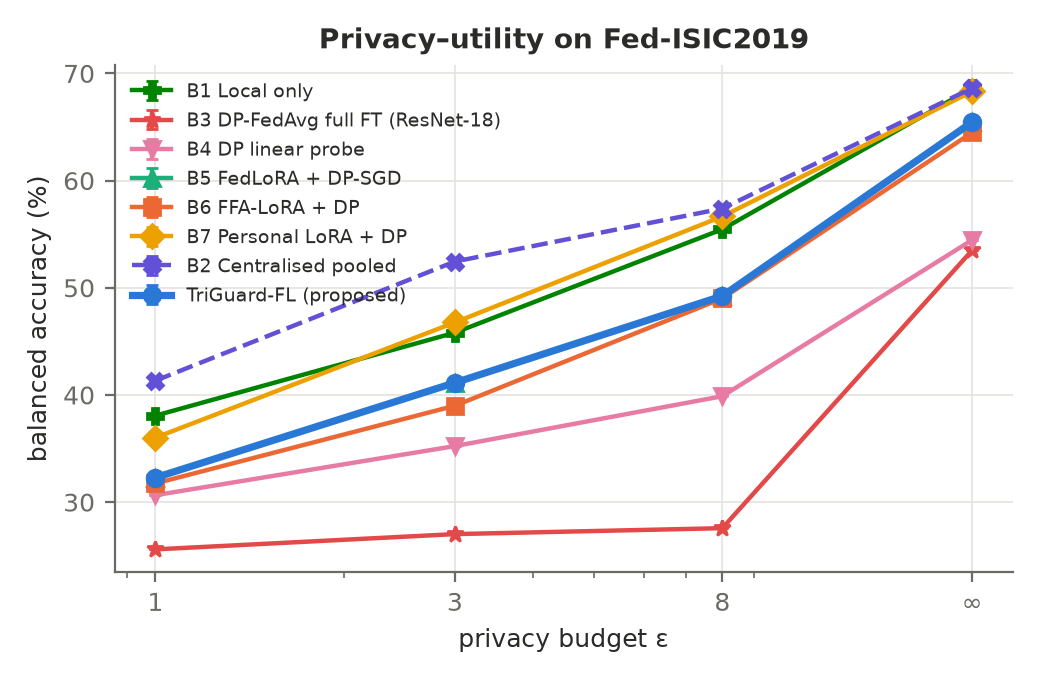 Privacy–utility on Fed-ISIC2019
B1 Local only
B3 DP-FedAvg full FT (ResNet-18)
B4 DP linear probe
B5 FedLoRA + DP-SGD
B6 FFA-LoRA + DP
B7 Personal LoRA + DP
B2 Centralised pooled
TriGuard-FL (proposed)
balanced accuracy (%)
70
60
50
40
30
1 3 8 ∞
privacy budget ε